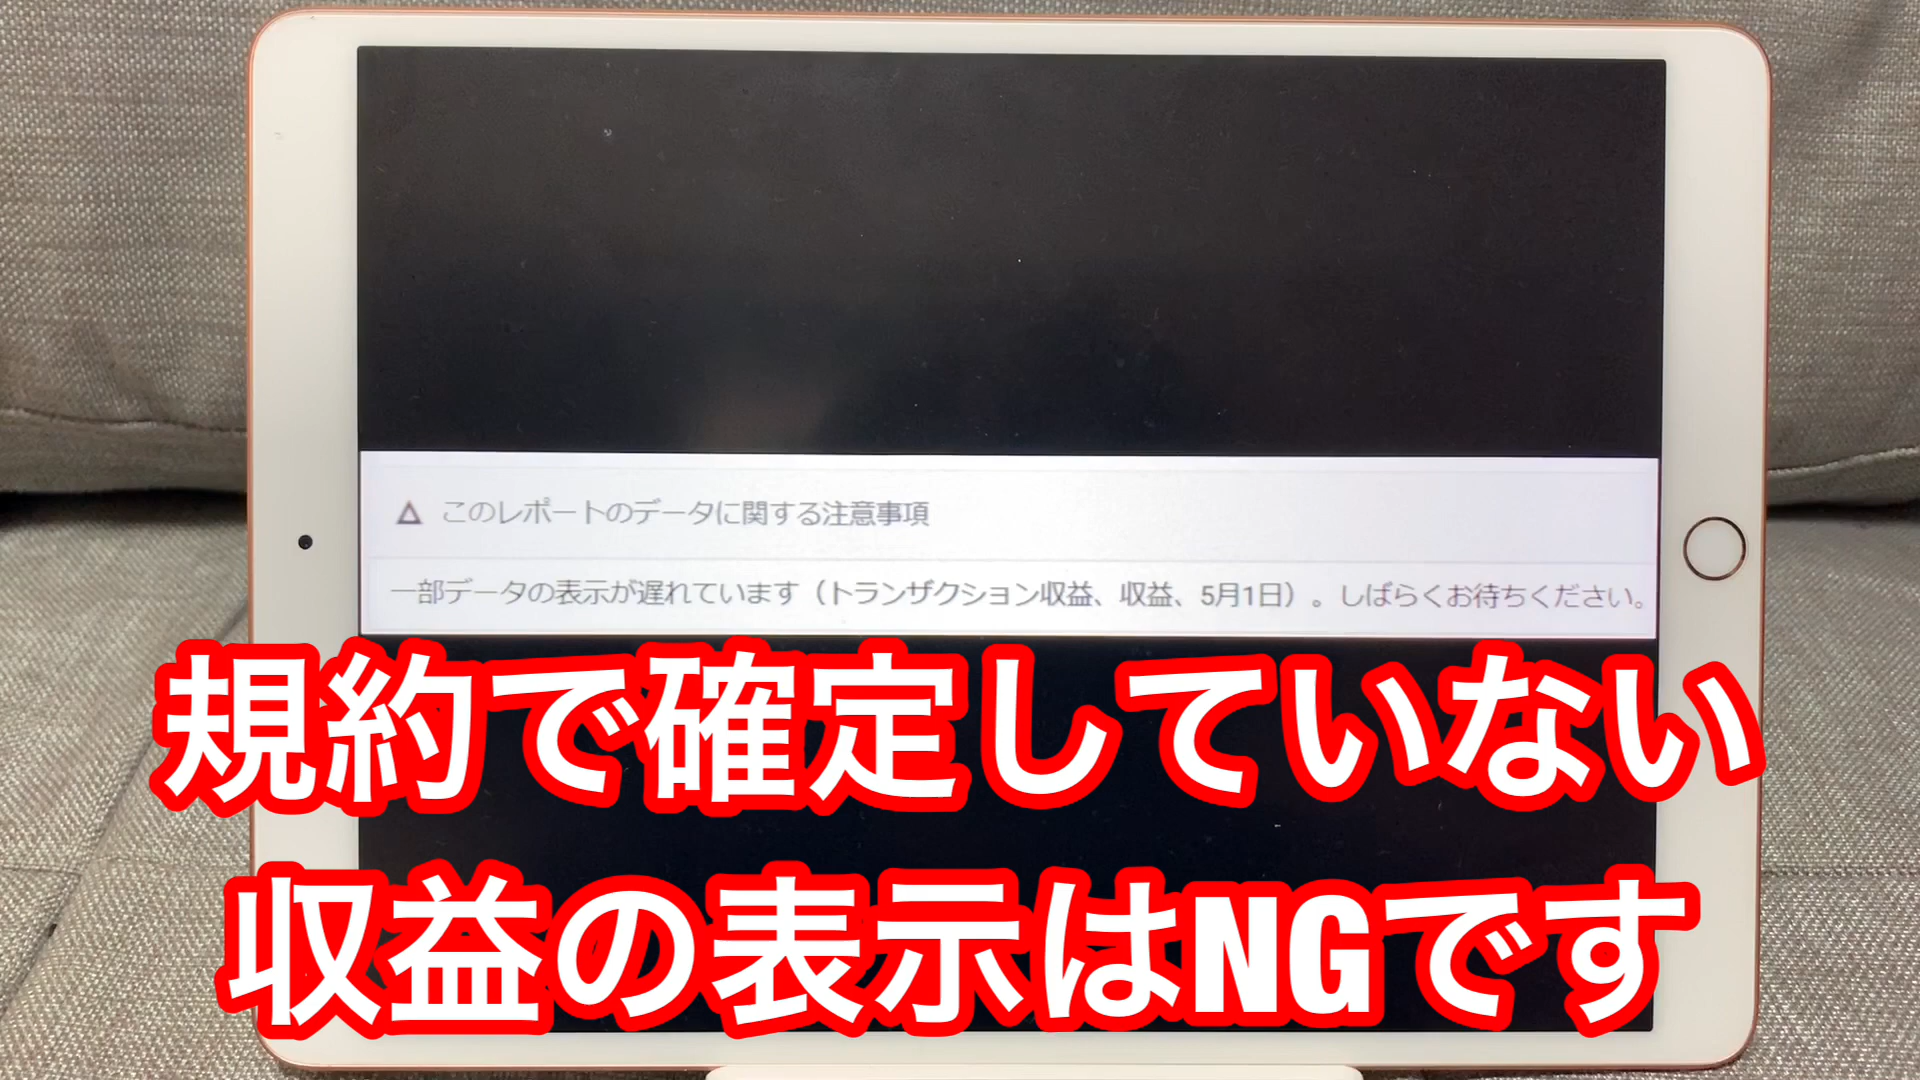 このレポートのデータに関する注意事項
一部データの表示が遅れています（トランザクション収益、収益、5月1日）。しばらくお待ちください。
規約で確定していない
収益の表示はNGです